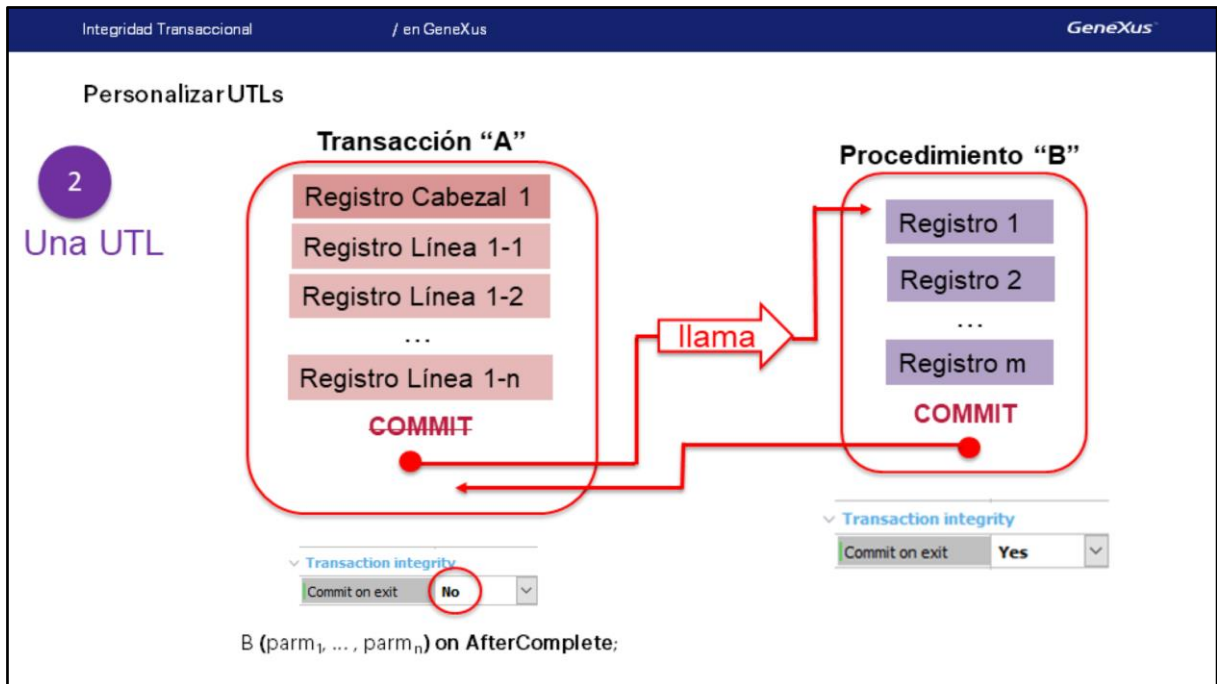 Integridad Transaccional / en GeneXus GeneXus
Personalizar UTLs
2
Una UTL
Transacción "A"
Registro Cabezal 1
Registro Línea 1-1
Registro Línea 1-2
...
Registro Línea 1-n
COMMIT
llama
Procedimiento "B"
Registro 1
Registro 2
...
Registro m
COMMIT
Transaction integrity
Commit on exit No
Transaction integrity
Commit on exit Yes
B (parm1, ... , parmn) on AfterComplete;